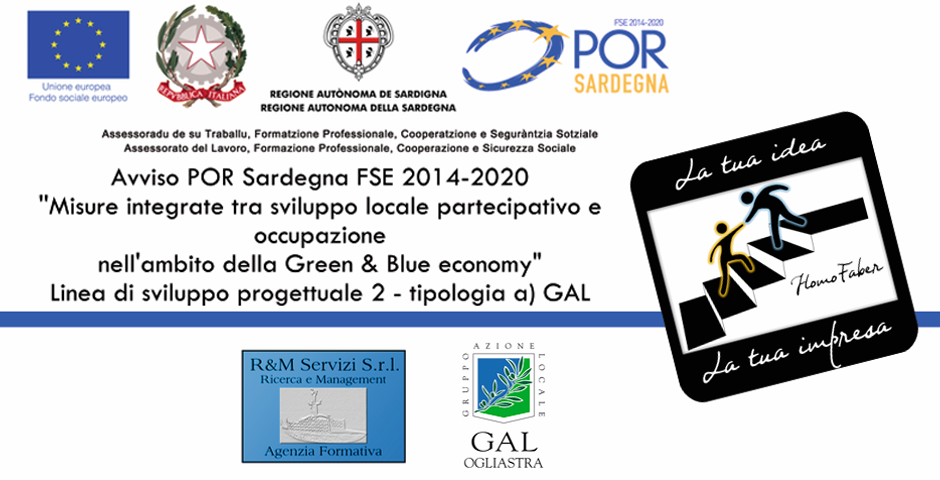 Unione europea
Fondo sociale europeo
REPVBBLICA ITALIANA
REGIONE AUTÒNOMA DE SARDIGNA
REGIONE AUTONOMA DELLA SARDEGNA
FSE 2014-2020
POR
SARDEGNA
Assessoradu de su Traballu, Formatzione Professionale, Cooperatzione e Seguràntzia Sotziale
Assessorato del Lavoro, Formazione Professionale, Cooperazione e Sicurezza Sociale
Avviso POR Sardegna FSE 2014-2020
"Misure integrate tra sviluppo locale partecipativo e
occupazione
nell'ambito della Green & Blue economy"
Linea di sviluppo progettuale 2 - tipologia a) GAL
La tua idea
HomoFaber
La tua impresa
R&M Servizi S.r.l.
Ricerca e Management
Agenzia Formativa
GRUPPO
AZIONE
LOCALE
GAL
OGLIASTRA